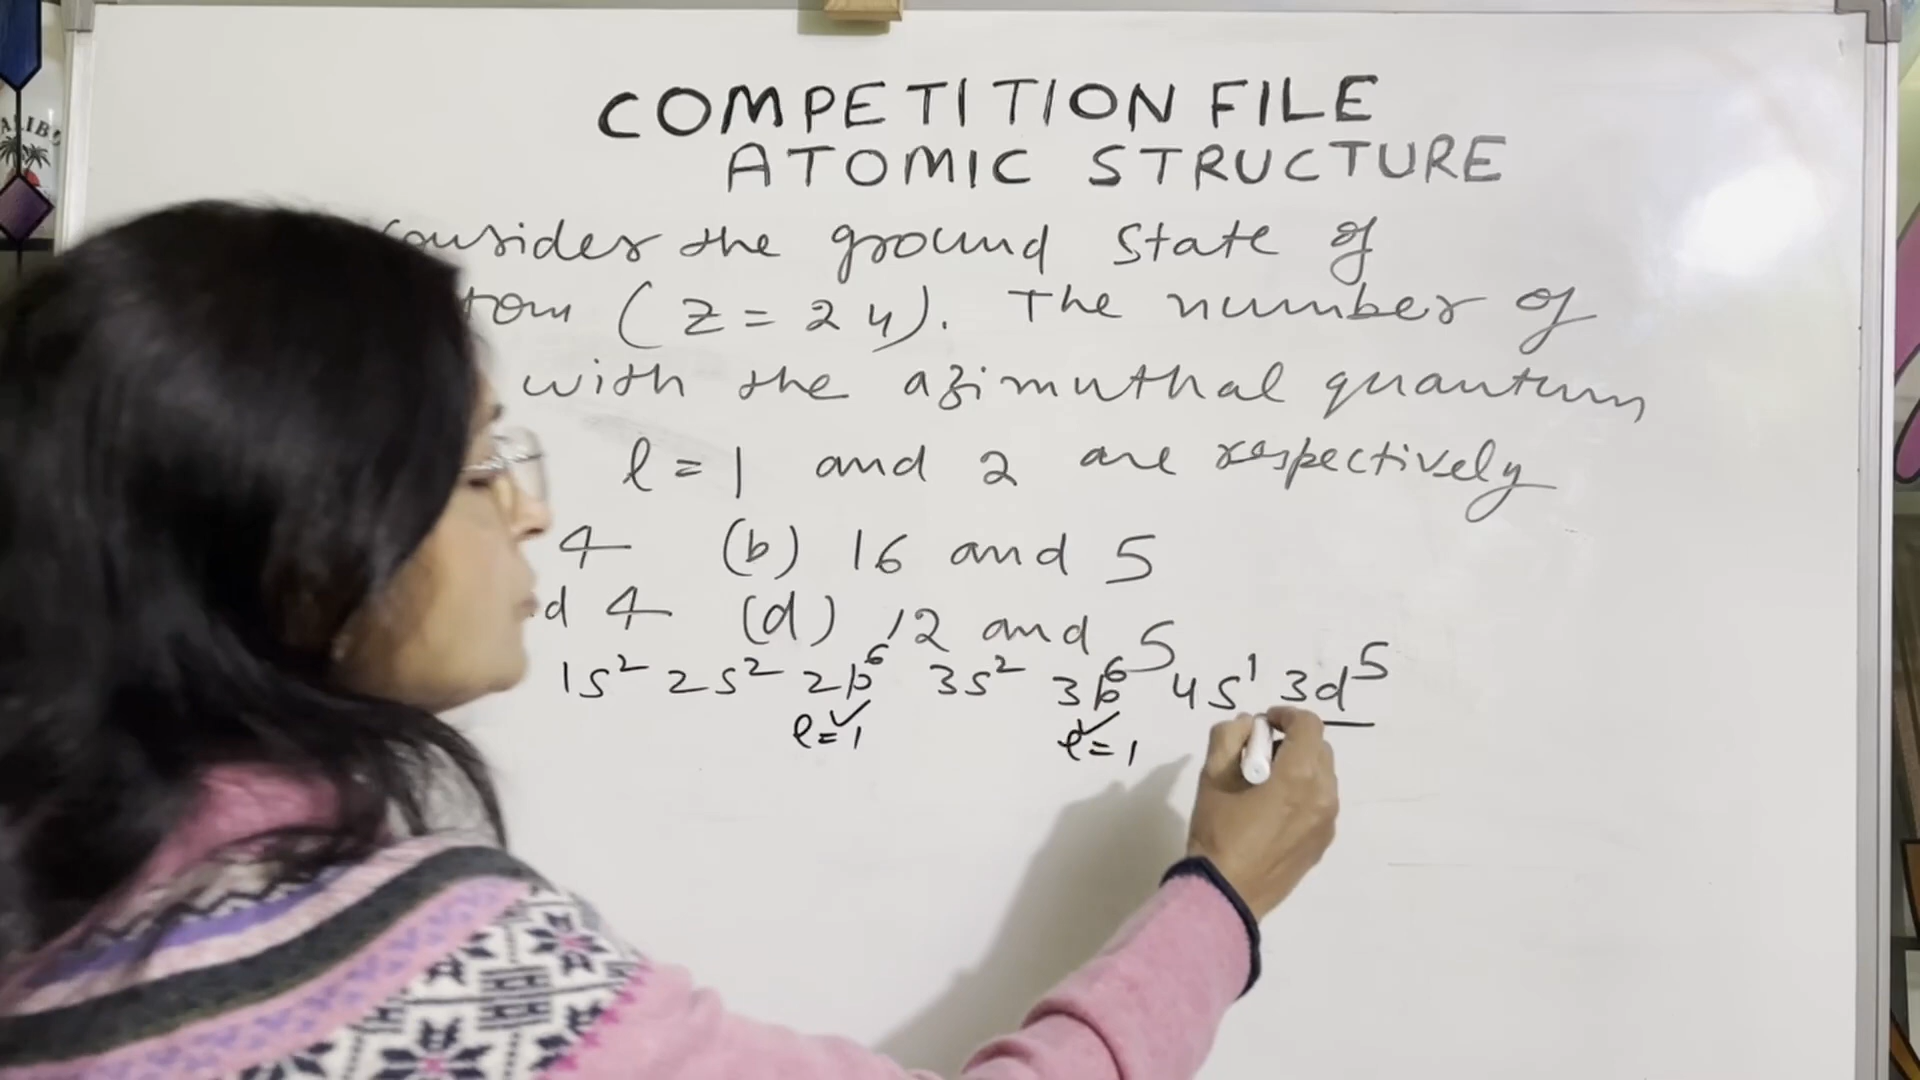 COMPETITION FILE
ATOMIC STRUCTURE
Consider the ground state of
(Z = 24). The number of
with the azimuthal quantum
l = 1 and 2 are respectively
4 (b) 16 and 5
4 (d) 12 and 5
1s² 2s² 2p⁶ 3s² 3p⁶ 4s¹ 3d⁵
l = 1 l = 1